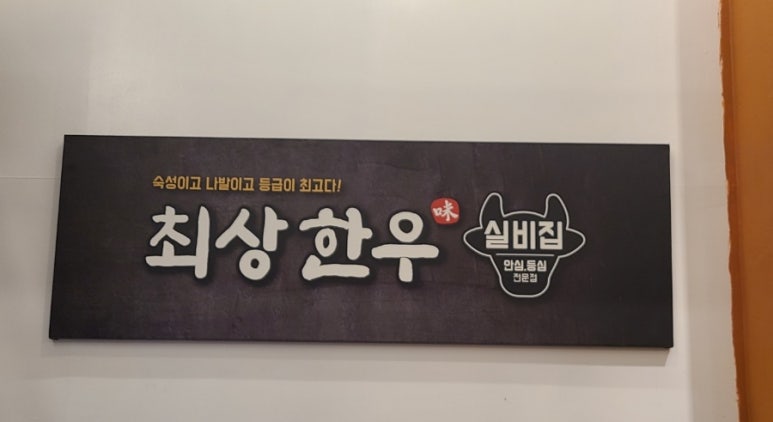 숙성이고 나발이고 등급이 최고다!
최상한우 味
실비집
안심.등심
전문점